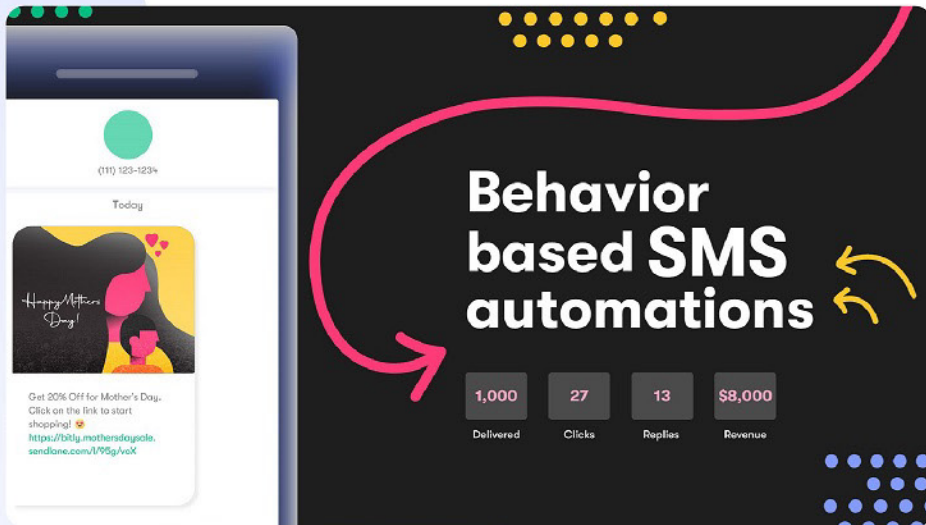 (111) 123-1234
Today
Happy Mothers
Day!
Get 20% Off for Mother's Day.
Click on the link to start
shopping! 😍
https://bitly.mothersdaysale.
sendlane.com/l/95g/voX
Behavior
based SMS
automations
1,000
27
13
$8,000
Delivered
Clicks
Replies
Revenue